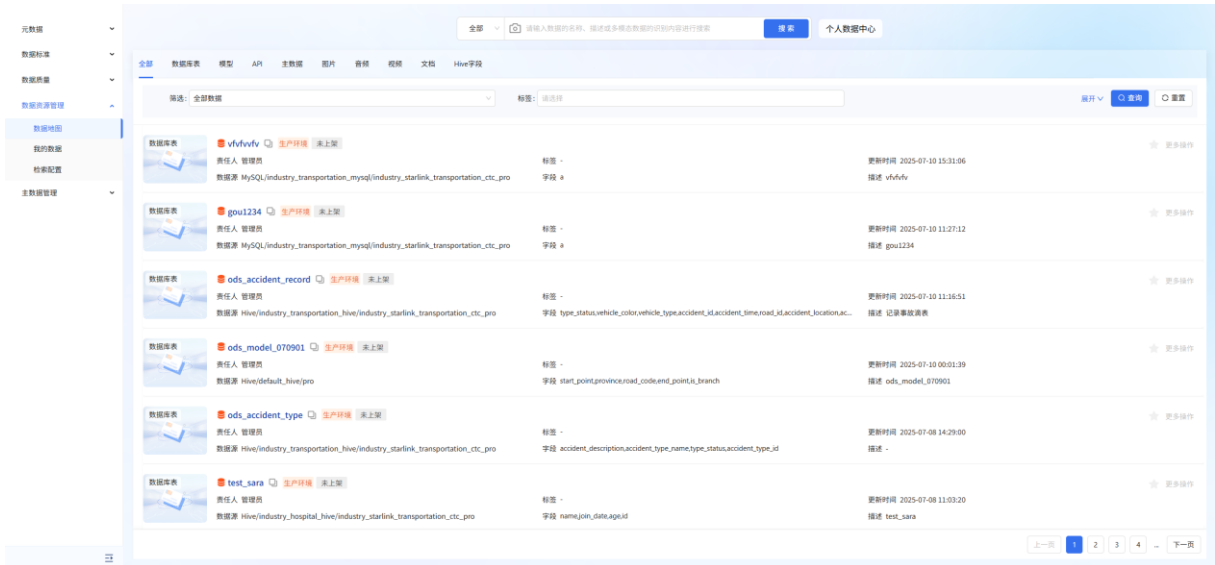 元数据
数据标准
数据质量
数据资源管理
数据地图
我的数据
检索配置
主数据管理
全部 请输入数据的名称、描述或多模态数据的识别内容进行搜索 搜索 个人数据中心
全部 数据库表 模型 API 主数据 图片 音频 视频 文档 Hive字段
筛选: 全部数据 标签: 请选择 展开 查询 重置
数据库表 vfvfvvfv 生产环境 未上架 更多操作
责任人 管理员 标签 - 更新时间 2025-07-10 15:31:06
数据源 MySQL/industry_transportation_mysql/industry_starlink_transportation_ctc_pro 字段 a 描述 vfvfvfv
数据库表 gou1234 生产环境 未上架 更多操作
责任人 管理员 标签 - 更新时间 2025-07-10 11:27:12
数据源 MySQL/industry_transportation_mysql/industry_starlink_transportation_ctc_pro 字段 a 描述 gou1234
数据库表 ods_accident_record 生产环境 未上架 更多操作
责任人 管理员 标签 - 更新时间 2025-07-10 11:16:51
数据源 Hive/industry_transportation_hive/industry_starlink_transportation_ctc_pro 字段 type_status,vehicle_color,vehicle_type,accident_id,accident_time,road_id,accident_location,ac... 描述 记录事故调表
数据库表 ods_model_070901 生产环境 未上架 更多操作
责任人 管理员 标签 - 更新时间 2025-07-10 00:01:39
数据源 Hive/default_hive/pro 字段 start_point,province,road_code,end_point,is_branch 描述 ods_model_070901
数据库表 ods_accident_type 生产环境 未上架 更多操作
责任人 管理员 标签 - 更新时间 2025-07-08 14:29:00
数据源 Hive/industry_transportation_hive/industry_starlink_transportation_ctc_pro 字段 accident_description,accident_type_name,type_status,accident_type_id 描述 -
数据库表 test_sara 生产环境 未上架 更多操作
责任人 管理员 标签 - 更新时间 2025-07-08 11:03:20
数据源 Hive/industry_hospital_hive/industry_starlink_transportation_ctc_pro 字段 name,join_date,age,id 描述 test_sara
上一页 1 2 3 4 ... 下一页